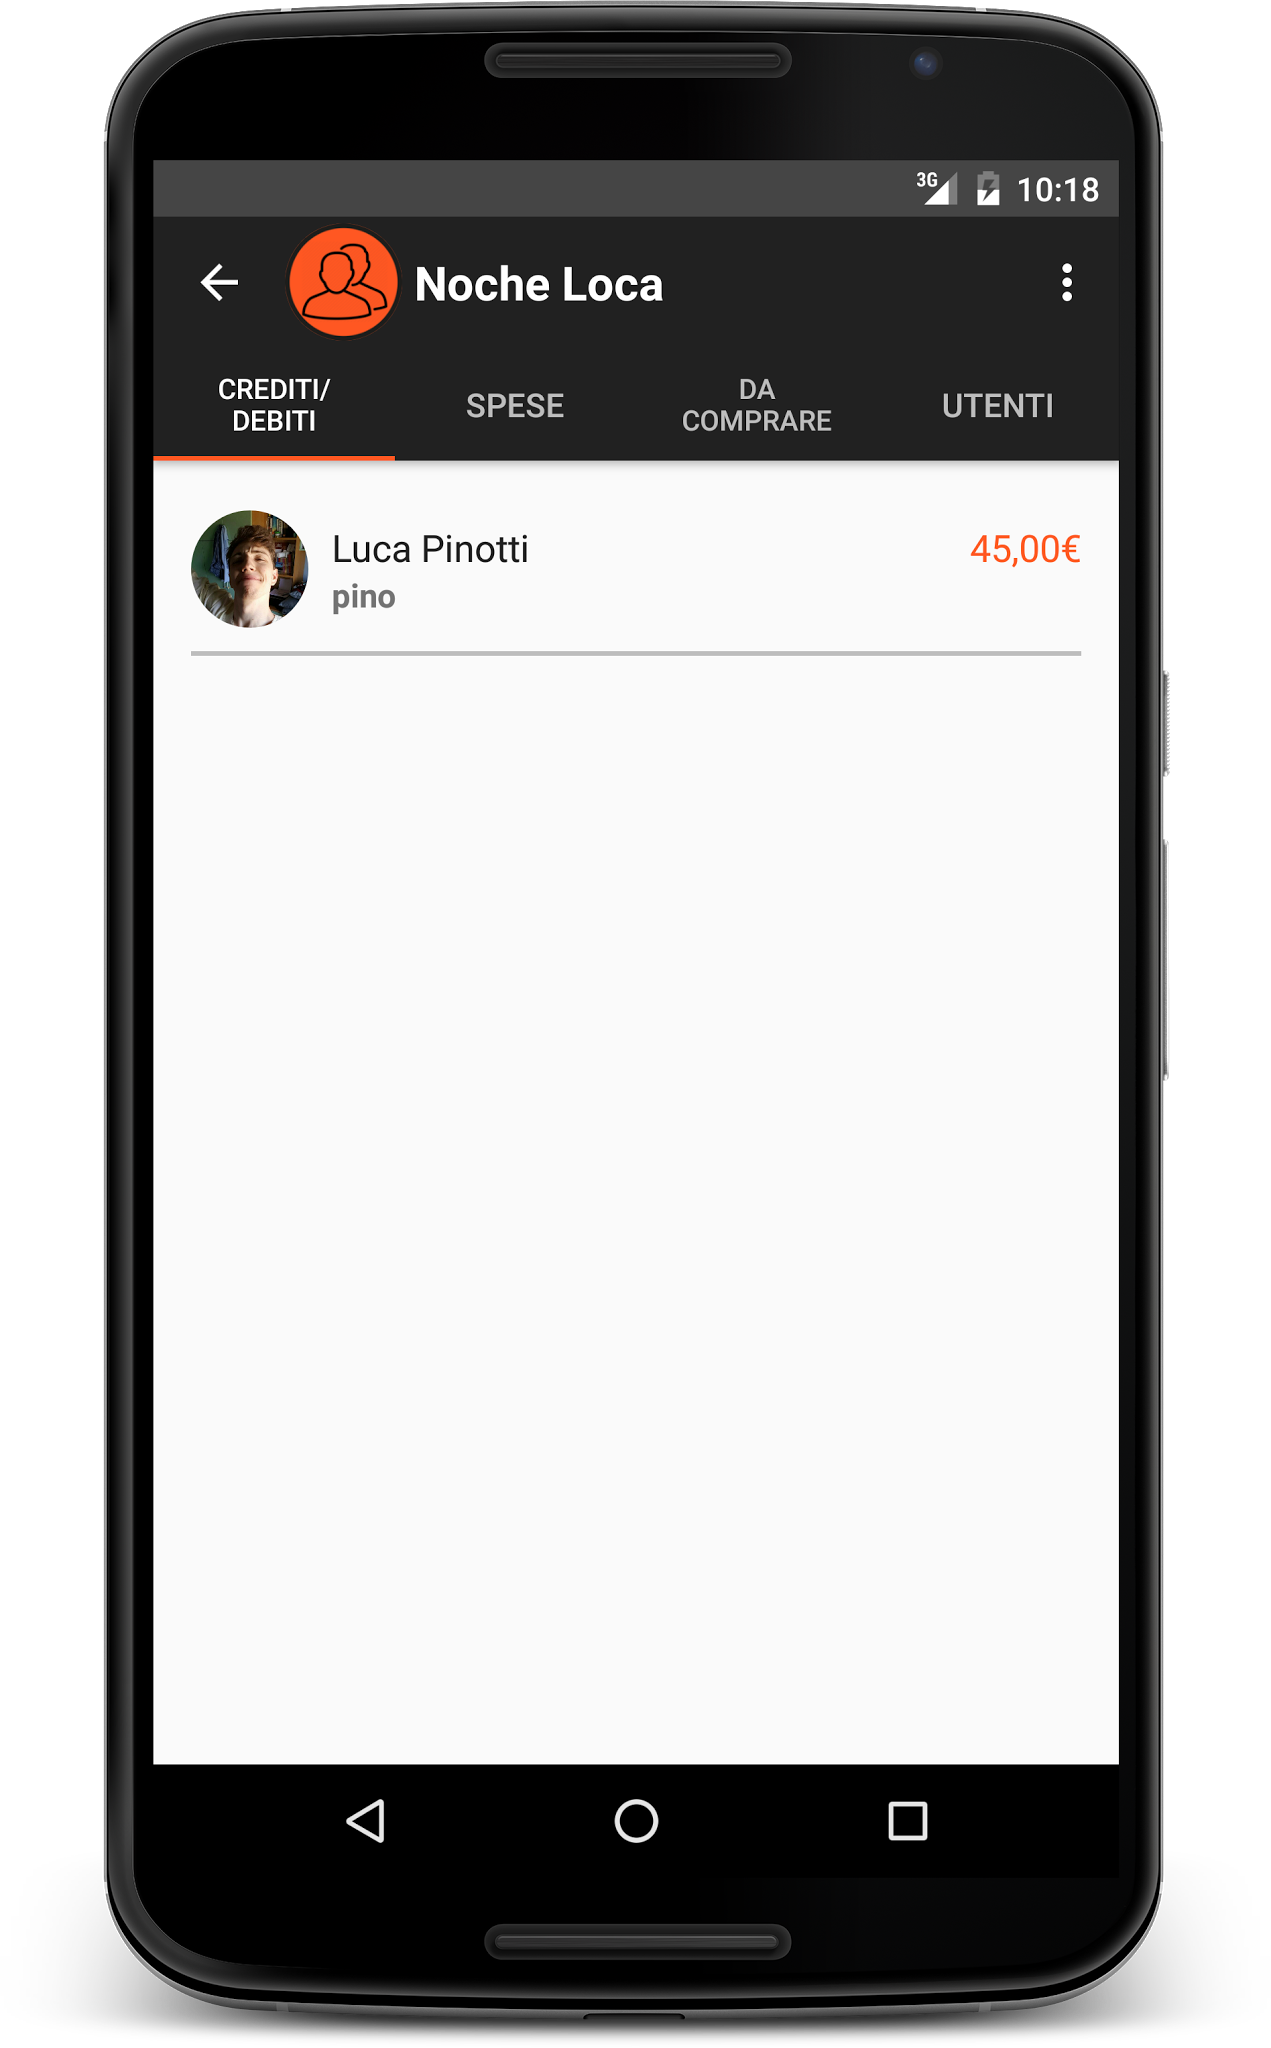 3G 10:18
Noche Loca
CREDITI/
DEBITI
SPESE
DA
COMPRARE
UTENTI
Luca Pinotti 45,00€
pino